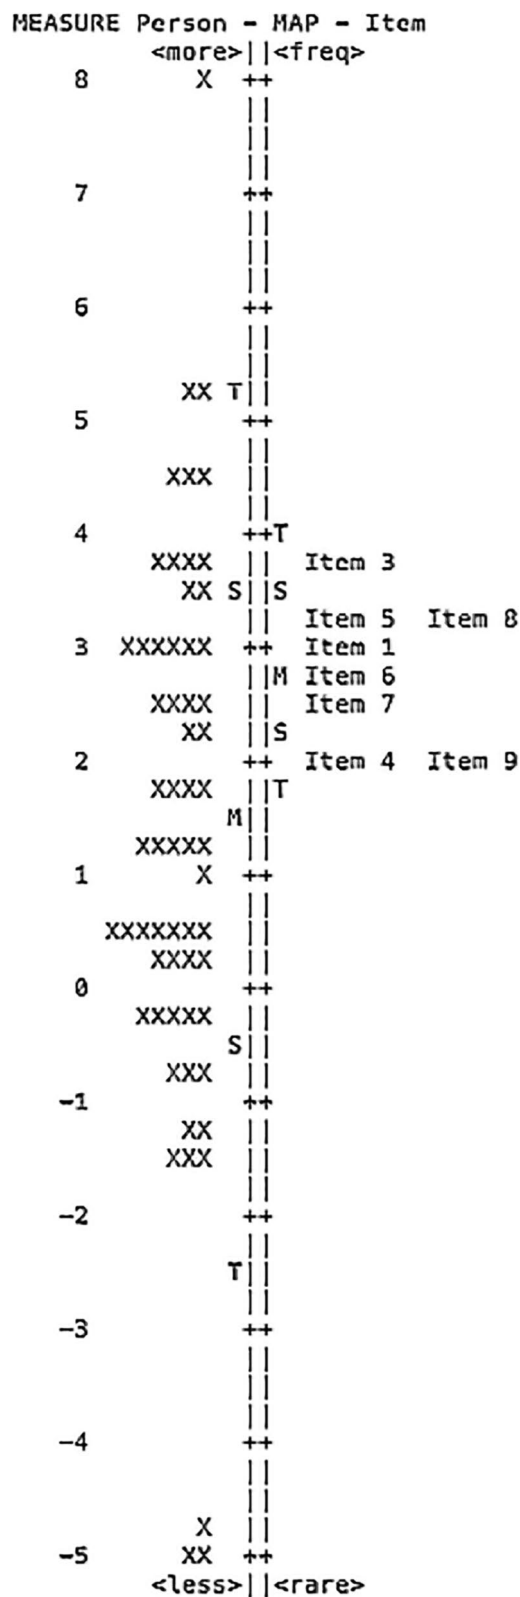 MEASURE Person - MAP - Item
<more>||<freq>
8 X ++
||
||
||
7 ++
||
||
||
6 ++
||
||
XX T||
5 ++
||
XXX ||
||
4 ++T
XXXX || Item 3
XX S||S
|| Item 5 Item 8
3 XXXXXX ++ Item 1
||M Item 6
XXXX || Item 7
XX ||S
2 ++ Item 4 Item 9
XXXX ||T
M||
XXXXX ||
1 X ++
||
XXXXXXX ||
XXXX ||
0 ++
XXXXX ||
S||
XXX ||
-1 ++
XX ||
XXX ||
||
-2 ++
||
T||
||
-3 ++
||
||
||
-4 ++
||
||
X ||
-5 XX ++
<less>||<rare>